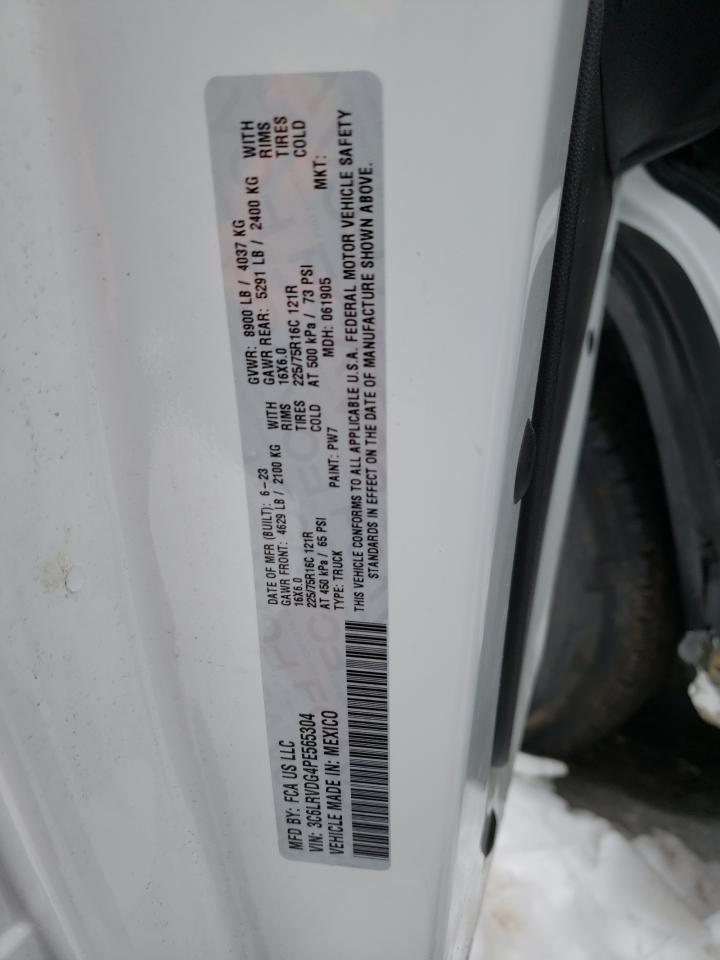 MFD BY: FCA US LLC
DATE OF MFR (BUILT): 6-23
GVWR: 8900 LB / 4037 KG
VIN: 3C6LRVDG4PE565304
GAWR FRONT: 4629 LB / 2100 KG WITH
16X6.0 RIMS
225/75R16C 121R TIRES
AT 450 kPa / 65 PSI COLD
GAWR REAR: 5291 LB / 2400 KG WITH
16X6.0 RIMS
225/75R16C 121R TIRES
AT 500 kPa / 73 PSI COLD
VEHICLE MADE IN: MEXICO
TYPE: TRUCK PAINT: PW7 MDH: 061905 MKT:
THIS VEHICLE CONFORMS TO ALL APPLICABLE U.S.A. FEDERAL MOTOR VEHICLE SAFETY
STANDARDS IN EFFECT ON THE DATE OF MANUFACTURE SHOWN ABOVE.